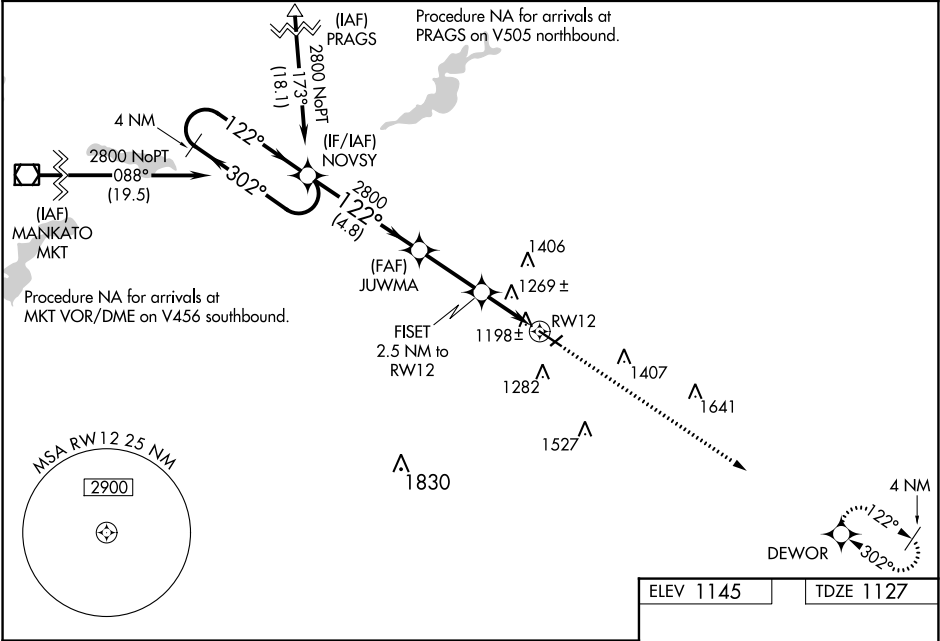 (IAF)
PRAGS
Procedure NA for arrivals at
PRAGS on V505 northbound.
2800 NoPT
173°
(18.1)
4 NM
122°
302°
(IF/IAF)
NOVSY
2800 NoPT
088°
(19.5)
(IAF)
MANKATO
MKT
2800
122°
(4.8)
(FAF)
JUWMA
1406
1269 ±
Procedure NA for arrivals at
MKT VOR/DME on V456 southbound.
FISET
2.5 NM to
RW12
1198 ±
RW12
1282
1407
1641
1527
1830
MSA RW12 25 NM
2900
4 NM
122°
302°
DEWOR
ELEV 1145
TDZE 1127